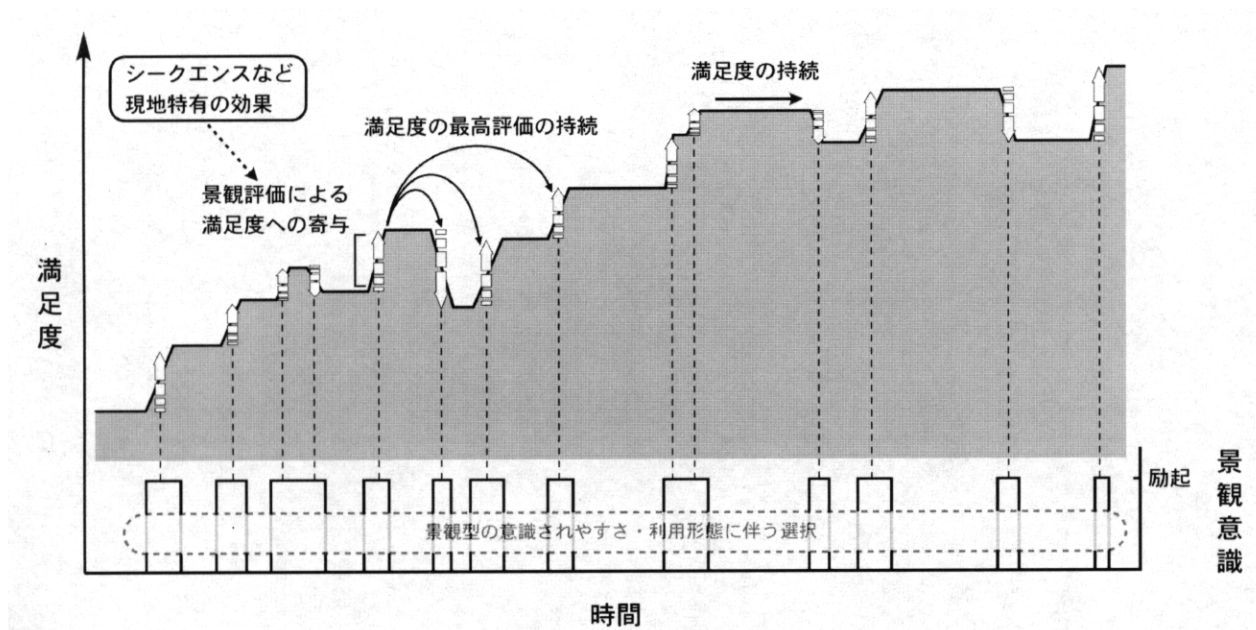 シークエンスなど
現地特有の効果
満足度の最高評価の持続
満足度の持続
景観評価による
満足度への寄与
満足度
励起
景観意識
景観型の意識されやすさ・利用形態に伴う選択
時間